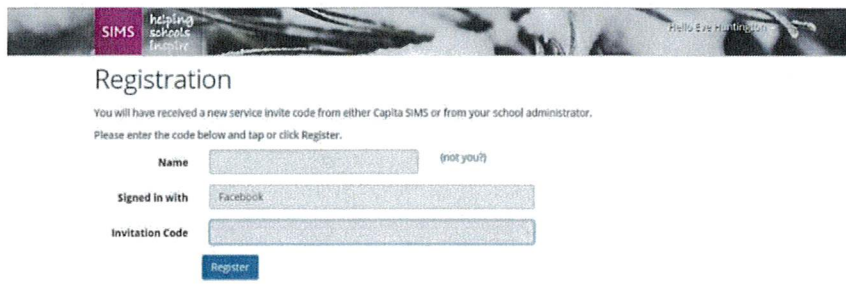 SIMS
helping
schools
inspire
Hello Eve Huntington
Registration
You will have received a new service invite code from either Capita SIMS or from your school administrator.
Please enter the code below and tap or click Register.
Name
(not you?)
Signed in with Facebook
Invitation Code
Register